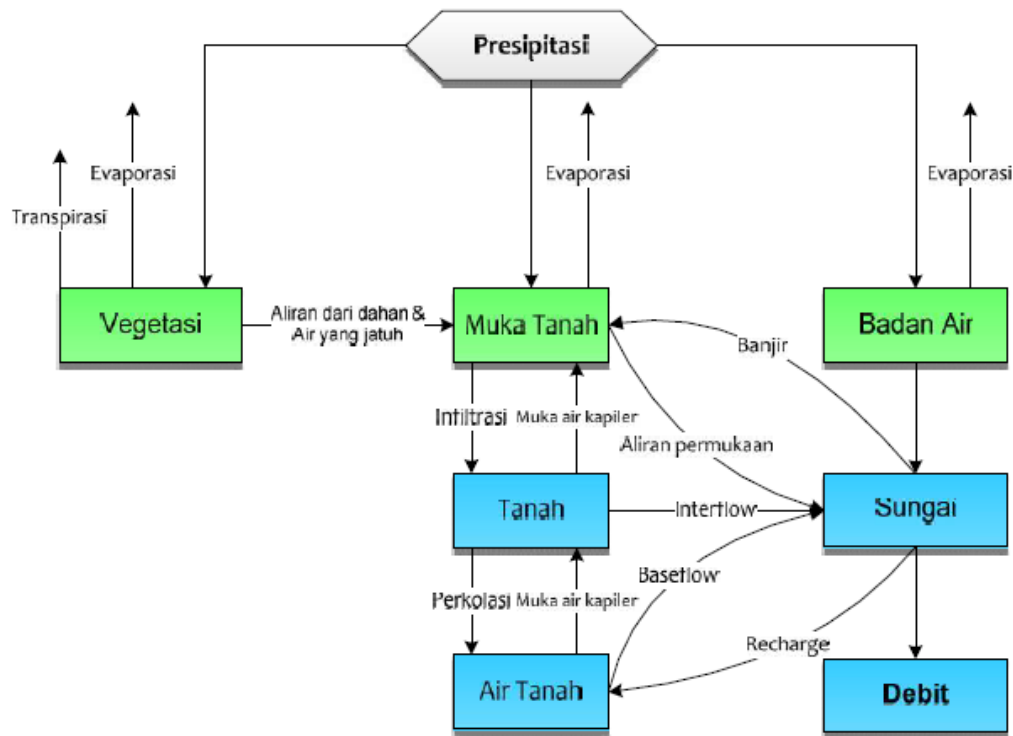 Presipitasi
Evaporasi
Evaporasi
Evaporasi
Transpirasi
Vegetasi
Aliran dari dahan &
Air yang jatuh
Muka Tanah
Badan Air
Banjir
Infiltrasi
Muka air kapiler
Aliran permukaan
Tanah
Interflow
Sungai
Baseflow
Perkolasi
Muka air kapiler
Recharge
Air Tanah
Debit